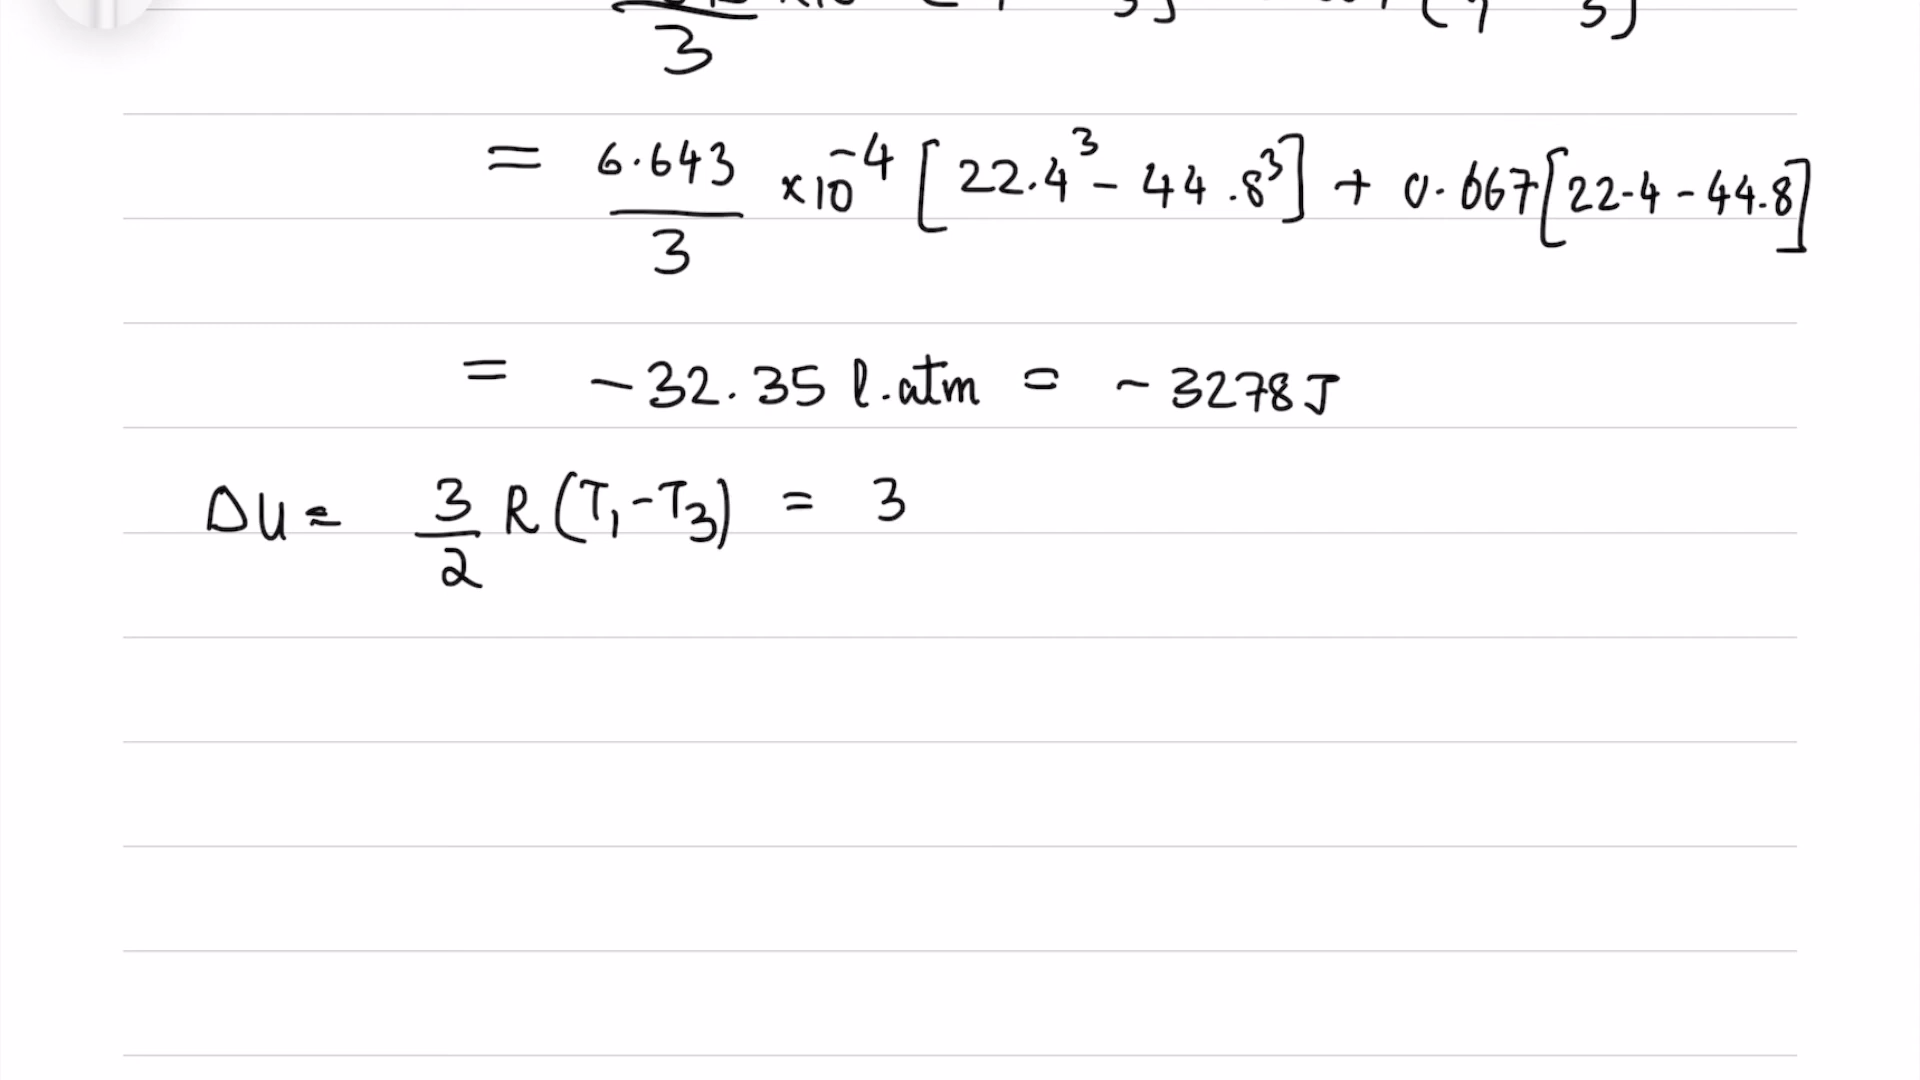 3
= 6.643/3 ×10⁻⁴ [22.4³ - 44.8³] + 0.667[22.4 - 44.8]
= -32.35 l.atm = -3278 J
ΔU = 3/2 R(T₁-T₃) = 3